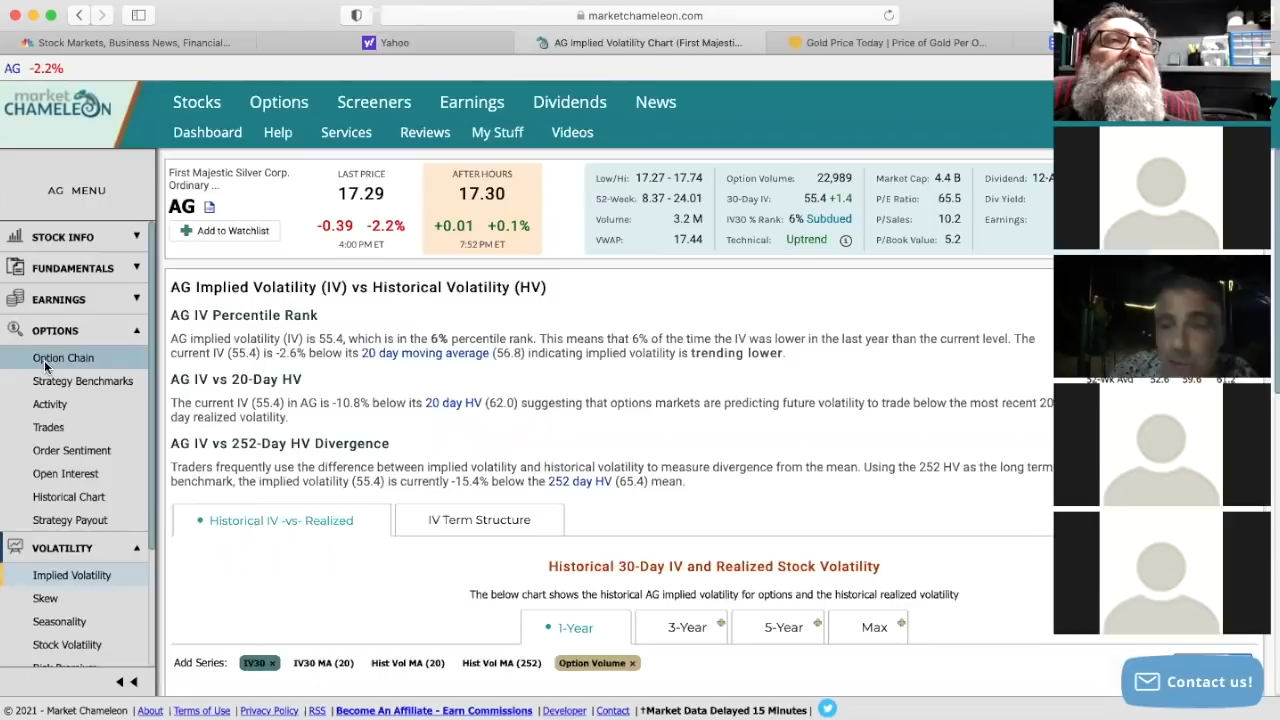 marketchameleon.com
Stock Markets, Business News, Financial...
Yahoo
AG Implied Volatility Chart (First Majesti...
Gold Price Today | Price of Gold Per O...
AG -2.2%
market
CHAMELEON
Stocks
Options
Screeners
Earnings
Dividends
News
Dashboard
Help
Services
Reviews
My Stuff
Videos
AG MENU
STOCK INFO
FUNDAMENTALS
EARNINGS
OPTIONS
Option Chain
Strategy Benchmarks
Activity
Trades
Order Sentiment
Open Interest
Historical Chart
Strategy Payout
VOLATILITY
Implied Volatility
Skew
Seasonality
Stock Volatility
First Majestic Silver Corp.
Ordinary ...
AG
Add to Watchlist
LAST PRICE
17.29
-0.39 -2.2%
4:00 PM ET
AFTER HOURS
17.30
+0.01 +0.1%
7:52 PM ET
Low/Hi: 17.27 - 17.74
52-Week: 8.37 - 24.01
Volume: 3.2 M
VWAP: 17.44
Option Volume: 22,989
30-Day IV: 55.4 +1.4
IV30 % Rank: 6% Subdued
Technical: Uptrend
Market Cap: 4.4 B
P/E Ratio: 65.5
P/Sales: 10.2
P/Book Value: 5.2
Dividend: 12-A
Div Yield:
Earnings:
AG Implied Volatility (IV) vs Historical Volatility (HV)
AG IV Percentile Rank
AG implied volatility (IV) is 55.4, which is in the 6% percentile rank. This means that 6% of the time the IV was lower in the last year than the current level. The
current IV (55.4) is -2.6% below its 20 day moving average (56.8) indicating implied volatility is trending lower.
AG IV vs 20-Day HV
The current IV (55.4) in AG is -10.8% below its 20 day HV (62.0) suggesting that options markets are predicting future volatility to trade below the most recent 20
day realized volatility.
AG IV vs 252-Day HV Divergence
Traders frequently use the difference between implied volatility and historical volatility to measure divergence from the mean. Using the 252 HV as the long term
benchmark, the implied volatility (55.4) is currently -15.4% below the 252 day HV (65.4) mean.
Historical IV -vs- Realized
IV Term Structure
Historical 30-Day IV and Realized Stock Volatility
The below chart shows the historical AG implied volatility for options and the historical realized volatility
1-Year
3-Year
5-Year
Max
Add Series: IV30 × IV30 MA (20) Hist Vol MA (20) Hist Vol MA (252) Option Volume ×
52-Wk Avg 52.6 59.6 61.2
Contact us!
© 2021 - Market Chameleon | About | Terms of Use | Privacy Policy | RSS | Become An Affiliate - Earn Commissions | Developer | Contact | †Market Data Delayed 15 Minutes |